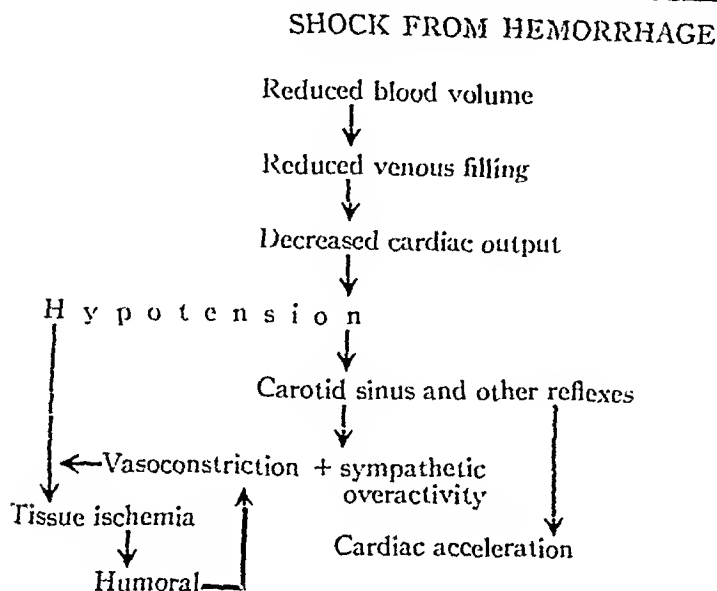 SHOCK FROM HEMORRHAGE
Reduced blood volume
Reduced venous filling
Decreased cardiac output
H y p o t e n s i o n
Carotid sinus and other reflexes
Vasoconstriction + sympathetic
overactivity
Tissue ischemia
Cardiac acceleration
Humoral